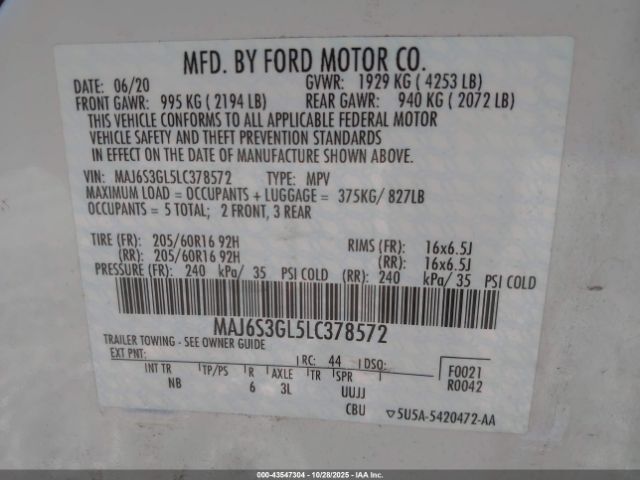 MFD. BY FORD MOTOR CO.
DATE: 06/20 GVWR: 1929 KG ( 4253 LB)
FRONT GAWR: 995 KG ( 2194 LB) REAR GAWR: 940 KG ( 2072 LB)
THIS VEHICLE CONFORMS TO ALL APPLICABLE FEDERAL MOTOR
VEHICLE SAFETY AND THEFT PREVENTION STANDARDS
IN EFFECT ON THE DATE OF MANUFACTURE SHOWN ABOVE.
VIN: MAJ6S3GL5LC378572 TYPE: MPV
MAXIMUM LOAD = OCCUPANTS + LUGGAGE = 375KG/ 827LB
OCCUPANTS = 5 TOTAL; 2 FRONT, 3 REAR
TIRE (FR): 205/60R16 92H RIMS (FR): 16x6.5J
(RR): 205/60R16 92H (RR): 16x6.5J
PRESSURE (FR): 240 kPa/ 35 PSI COLD (RR): 240 kPa/ 35 PSI COLD
MAJ6S3GL5LC378572
TRAILER TOWING - SEE OWNER GUIDE
EXT PNT: RC: 44 DSO: F0021
INT TR TP/PS R AXLE TR SPR R0042
NB 6 3L UUJJ
CBU ▽5U5A-5420472-AA
000-43547304 - 10/28/2025 - IAAI.COM